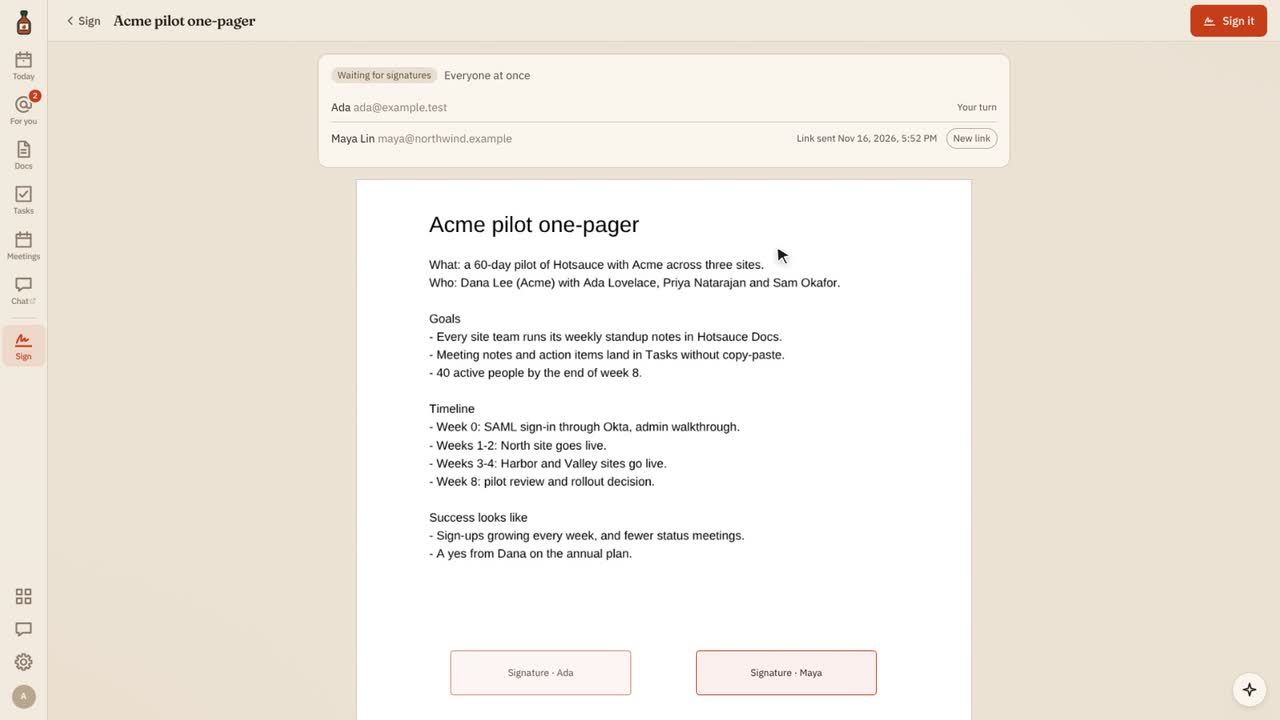 Sign
Acme pilot one-pager
Sign it
Today
2
For you
Docs
Tasks
Meetings
Chat
Sign
A
Waiting for signatures
Everyone at once
Ada ada@example.test
Your turn
Maya Lin maya@northwind.example
Link sent Nov 16, 2026, 5:52 PM
New link
Acme pilot one-pager
What: a 60-day pilot of Hotsauce with Acme across three sites.
Who: Dana Lee (Acme) with Ada Lovelace, Priya Natarajan and Sam Okafor.
Goals
- Every site team runs its weekly standup notes in Hotsauce Docs.
- Meeting notes and action items land in Tasks without copy-paste.
- 40 active people by the end of week 8.
Timeline
- Week 0: SAML sign-in through Okta, admin walkthrough.
- Weeks 1-2: North site goes live.
- Weeks 3-4: Harbor and Valley sites go live.
- Week 8: pilot review and rollout decision.
Success looks like
- Sign-ups growing every week, and fewer status meetings.
- A yes from Dana on the annual plan.
Signature · Ada
Signature · Maya